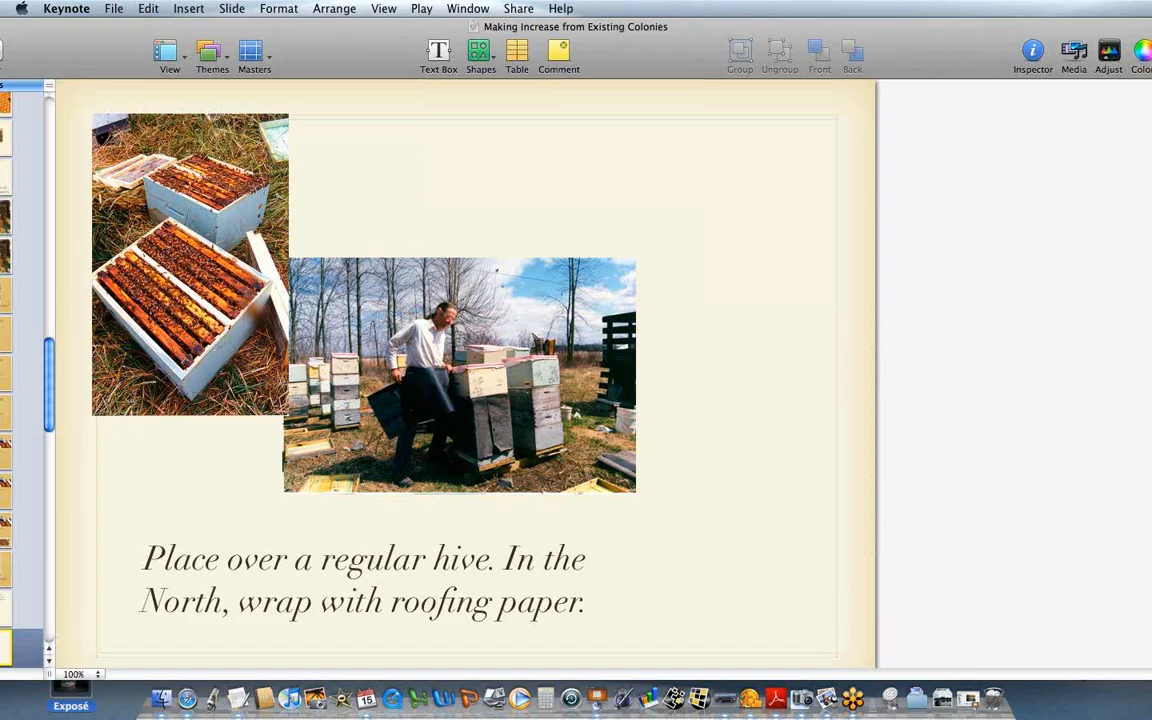 Keynote File Edit Insert Slide Format Arrange View Play Window Share Help
Making Increase from Existing Colonies
View Themes Masters Text Box Shapes Table Comment Group Ungroup Front Back Inspector Media Adjust Colo
Place over a regular hive. In the
North, wrap with roofing paper.
100%
15
Exposé